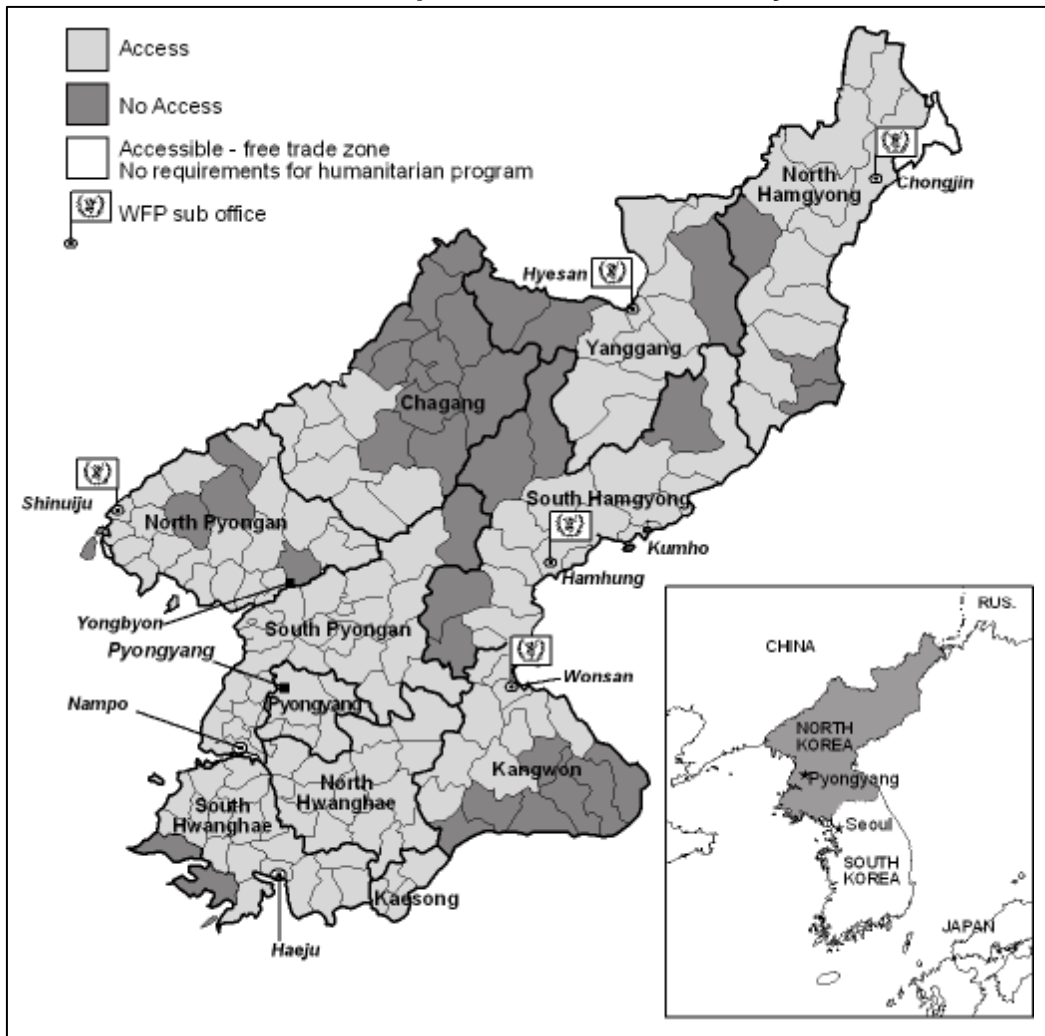 Access
No Access
Accessible - free trade zone
No requirements for humanitarian program
WFP sub office
North
Hamgyong
Chongjin
Hyesan
Yanggang
Chagang
Shinuiju
North Pyongan
South Hamgyong
Kumho
Hamhung
Yongbyon
South Pyongan
Pyongyang
Wonsan
Nampo
Pyongyang
Kangwon
North
Hwanghae
South
Hwanghae
Kaesong
Haeju
RUS.
CHINA
NORTH
KOREA
Pyongyang
Seoul
SOUTH
KOREA
JAPAN